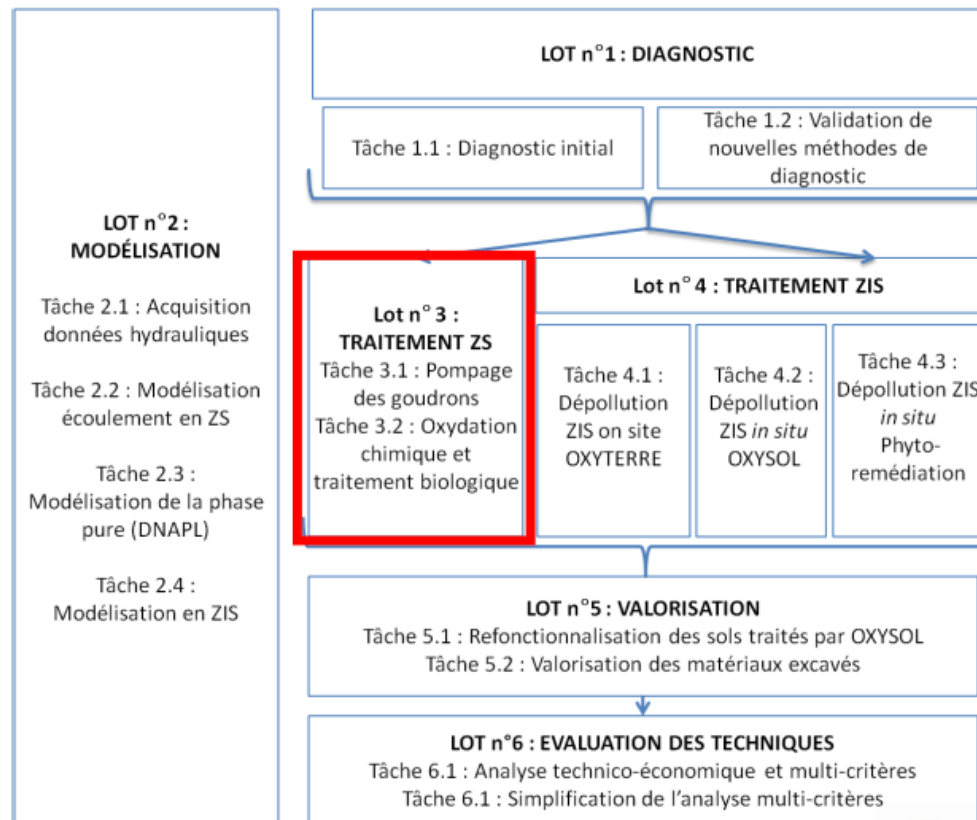 LOT n°1 : DIAGNOSTIC
Tâche 1.1 : Diagnostic initial
Tâche 1.2 : Validation de
nouvelles méthodes de
diagnostic
LOT n°2 :
MODÉLISATION
Tâche 2.1 : Acquisition
données hydrauliques
Tâche 2.2 : Modélisation
écoulement en ZS
Tâche 2.3 :
Modélisation de la phase
pure (DNAPL)
Tâche 2.4 :
Modélisation en ZIS
Lot n° 3 :
TRAITEMENT ZS
Tâche 3.1 : Pompage
des goudrons
Tâche 3.2 : Oxydation
chimique et
traitement biologique
Lot n° 4 : TRAITEMENT ZIS
Tâche 4.1 :
Dépollution
ZIS on site
OXYTERRE
Tâche 4.2 :
Dépollution
ZIS in situ
OXYSOL
Tâche 4.3 :
Dépollution ZIS
in situ
Phyto-
remédiation
LOT n°5 : VALORISATION
Tâche 5.1 : Refonctionnalisation des sols traités par OXYSOL
Tâche 5.2 : Valorisation des matériaux excavés
LOT n°6 : EVALUATION DES TECHNIQUES
Tâche 6.1 : Analyse technico-économique et multi-critères
Tâche 6.1 : Simplification de l'analyse multi-critères